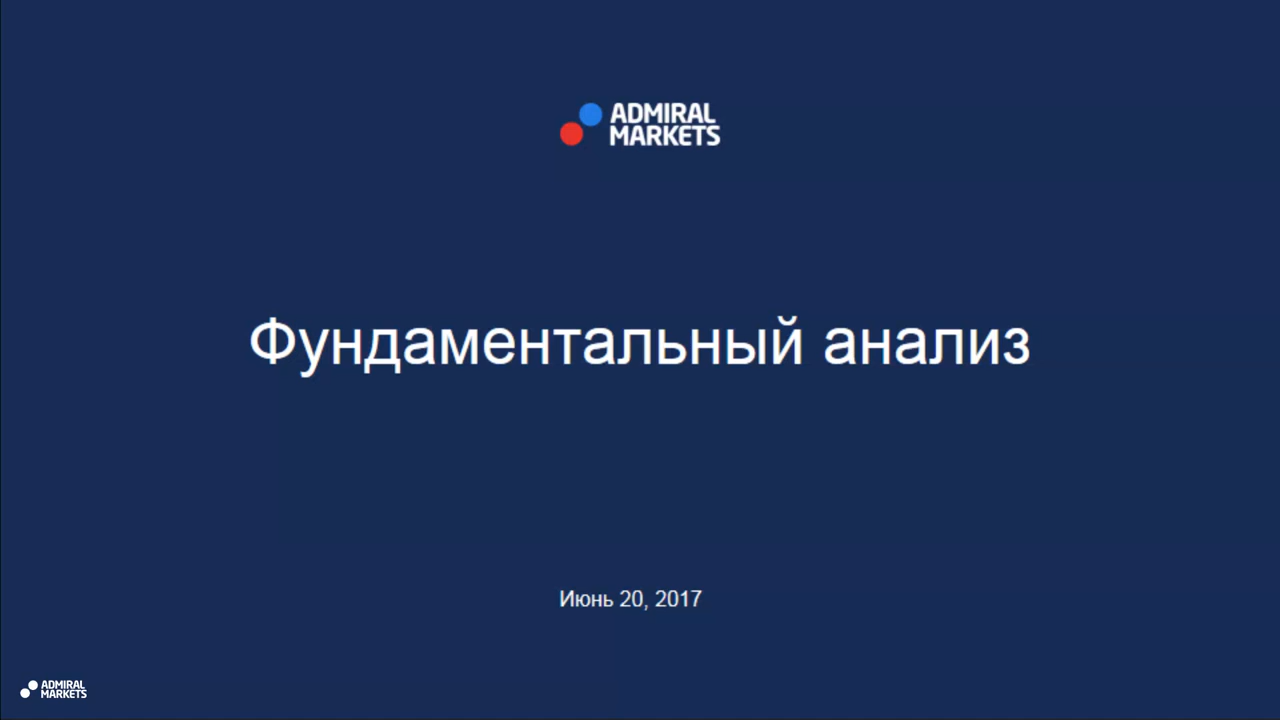 ADMIRAL
MARKETS
Фундаментальный анализ
Июнь 20, 2017
ADMIRAL
MARKETS